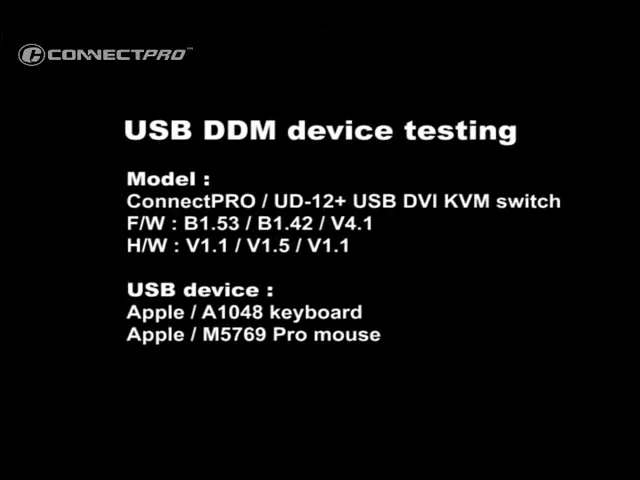 CONNECTPRO™
USB DDM device testing
Model :
ConnectPRO / UD-12+ USB DVI KVM switch
F/W : B1.53 / B1.42 / V4.1
H/W : V1.1 / V1.5 / V1.1
USB device :
Apple / A1048 keyboard
Apple / M5769 Pro mouse